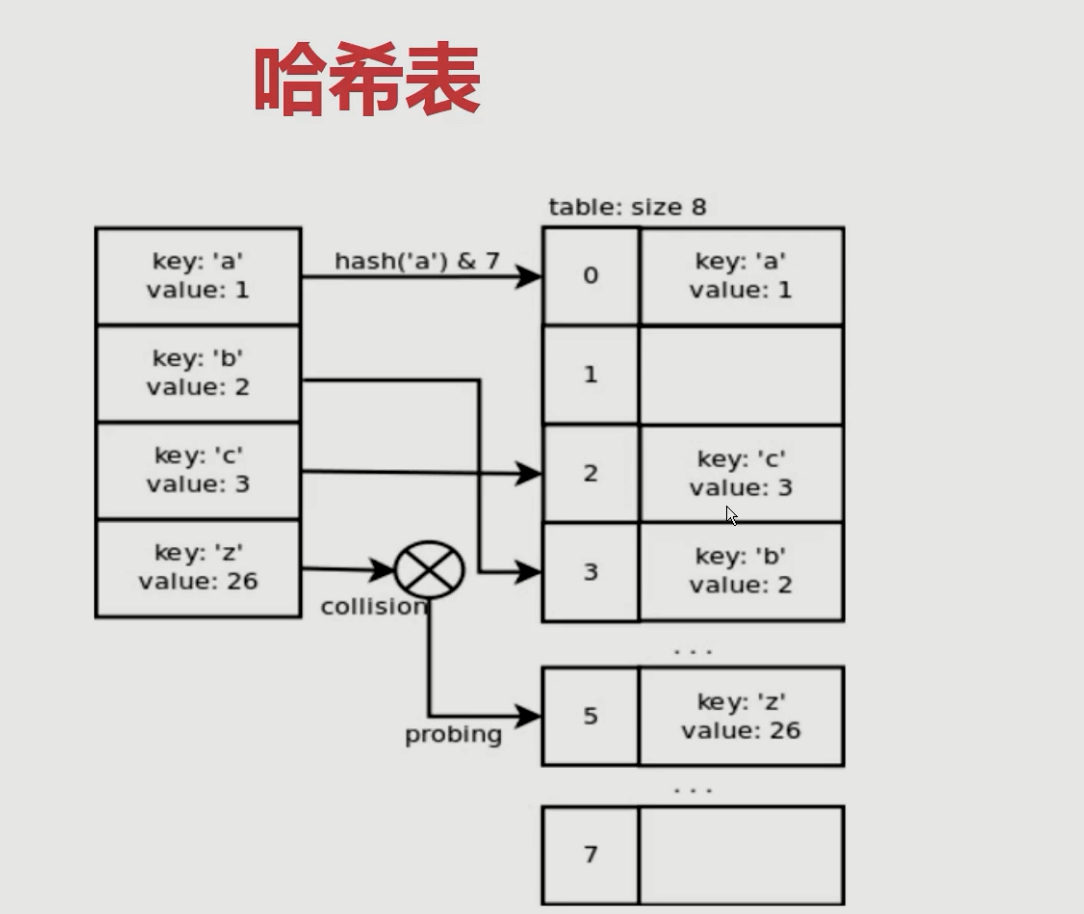 哈希表
table: size 8
key: 'a'
value: 1
key: 'b'
value: 2
key: 'c'
value: 3
key: 'z'
value: 26
hash('a') & 7
collision
probing
0
key: 'a'
value: 1
1
2
key: 'c'
value: 3
3
key: 'b'
value: 2
. . .
5
key: 'z'
value: 26
. . .
7